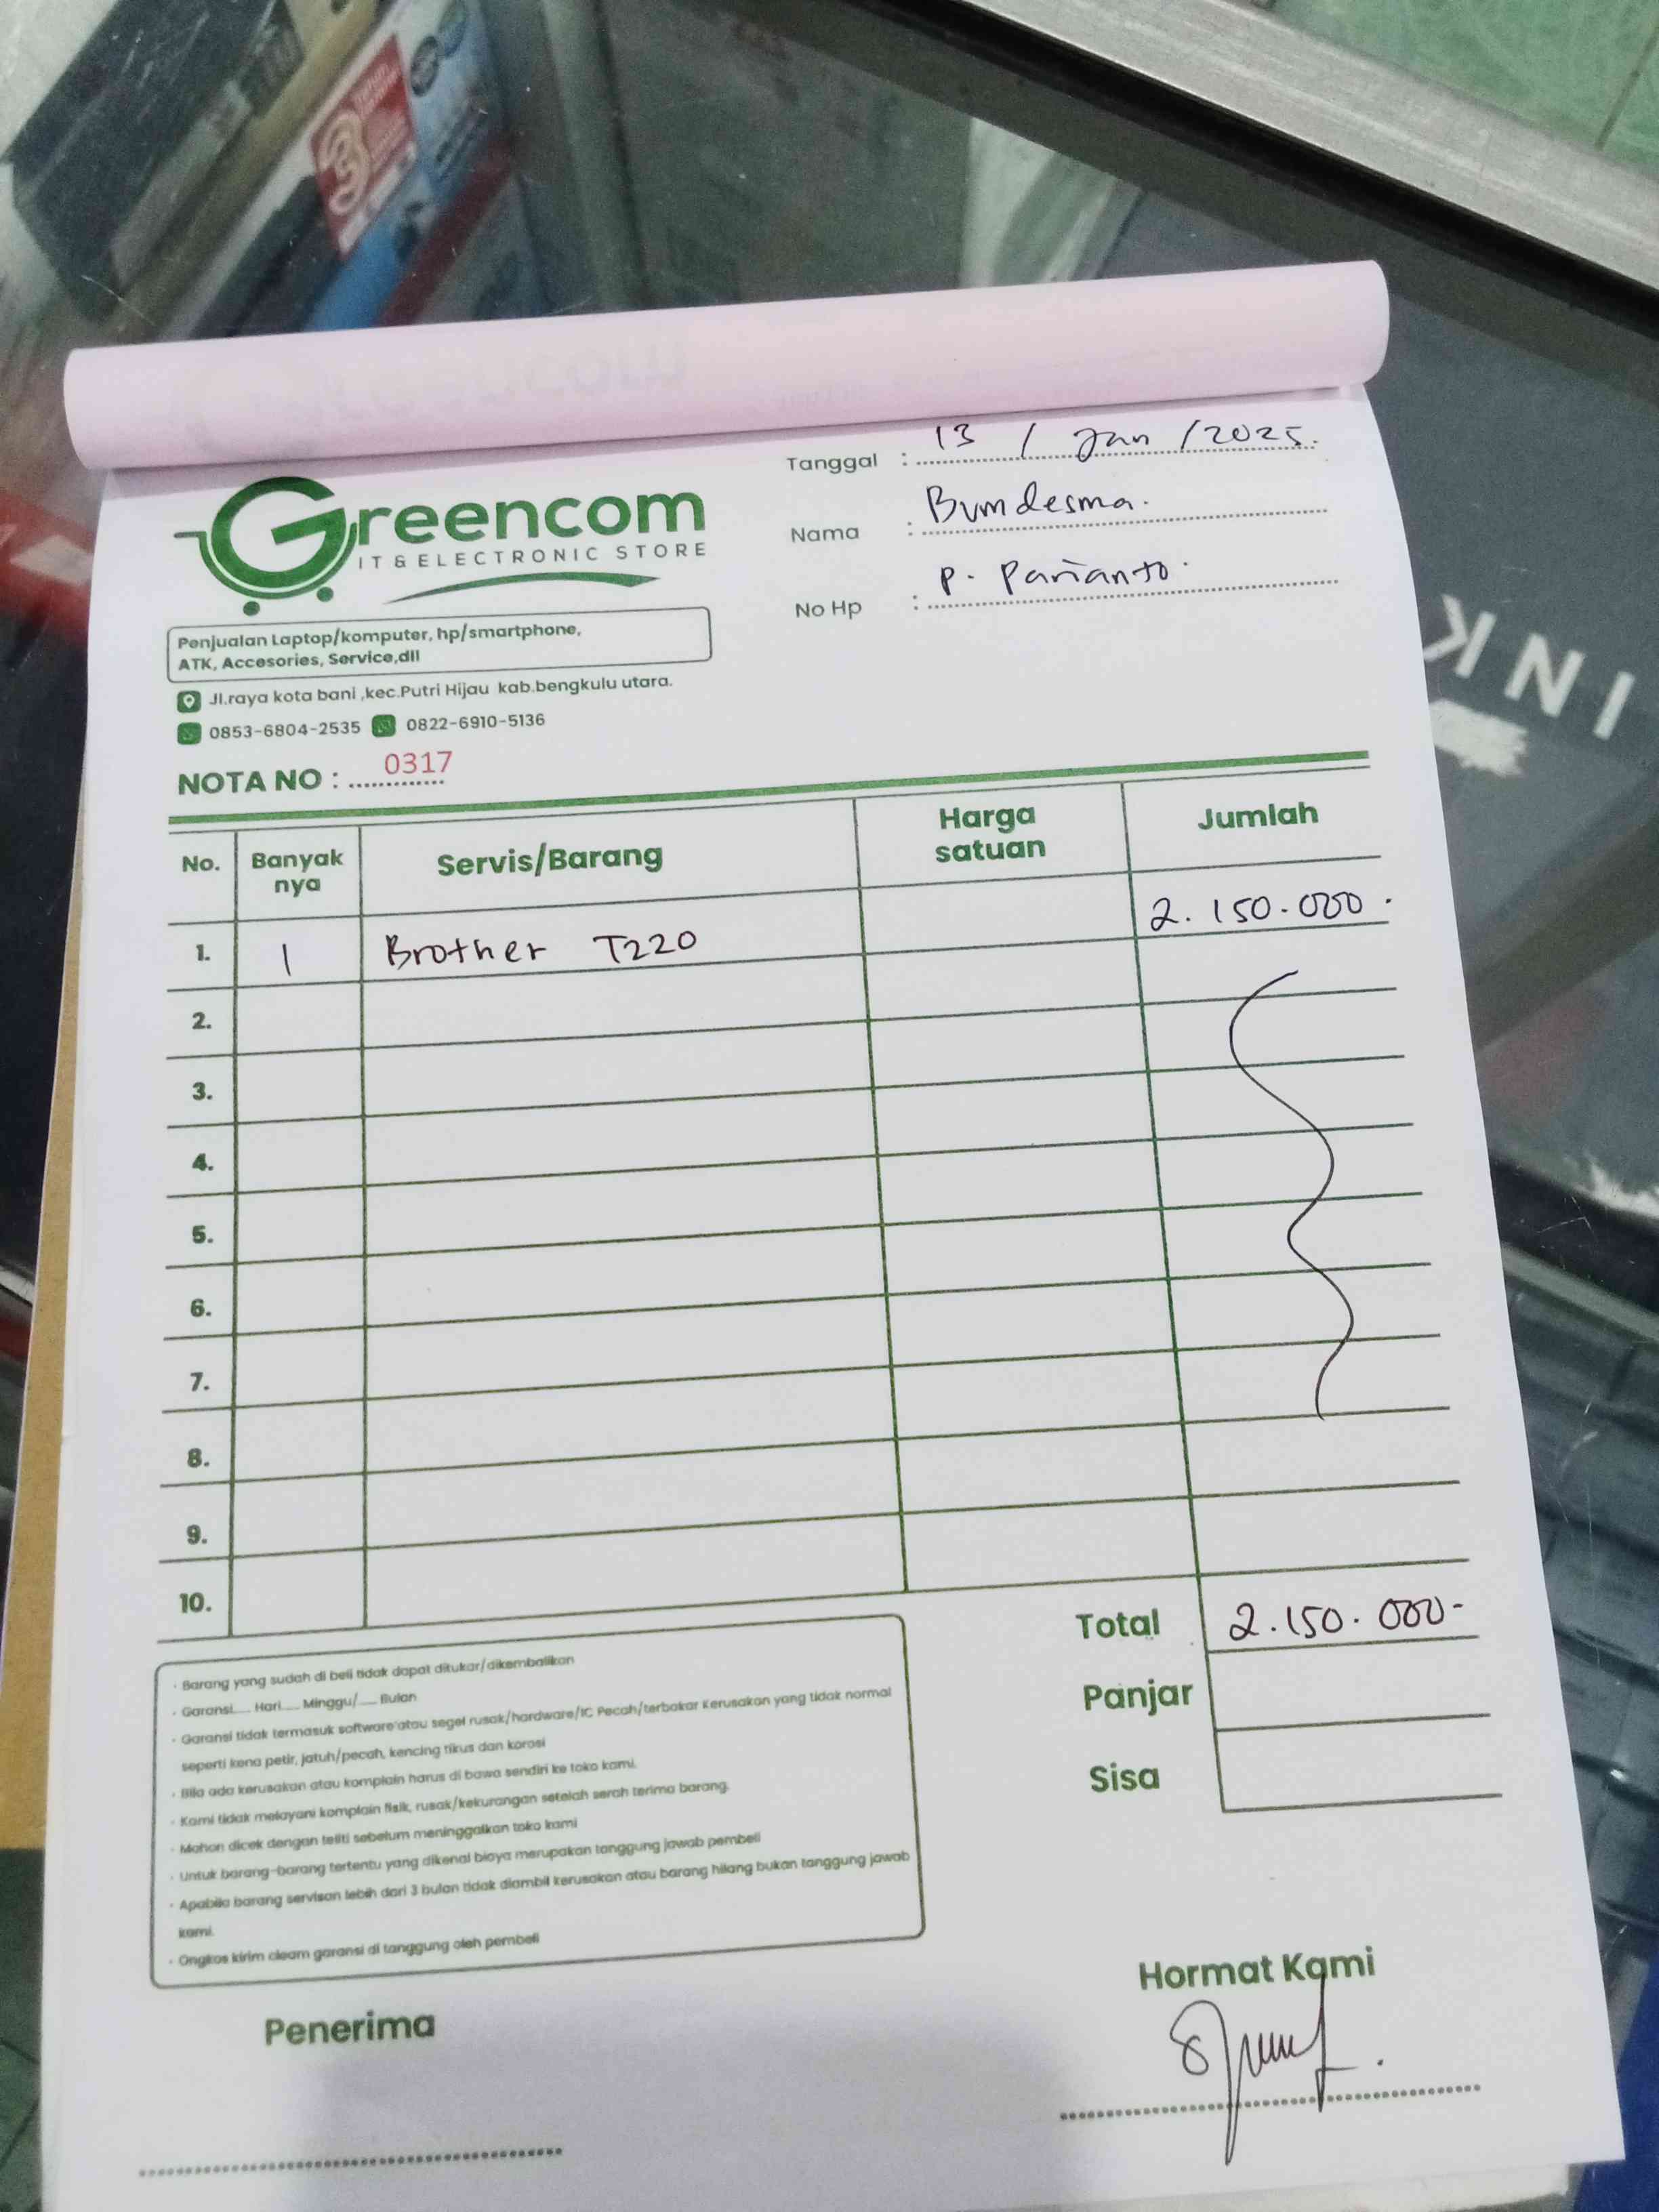 Tanggal : 13 / Jan / 2025.
Nama : Bumdesma.
No Hp : P. Parianto.
Greencom
IT & ELECTRONIC STORE
Penjualan Laptop/komputer, hp/smartphone,
ATK, Accesories, Service,dll
Jl.raya kota bani ,kec.Putri Hijau kab.bengkulu utara.
0853-6804-2535 0822-6910-5136
NOTA NO : 0317
INK
No. Banyak nya Servis/Barang Harga satuan Jumlah
1. 1 Brother T220 2.150.000.
2.
3.
4.
5.
6.
7.
8.
9.
10.
Total 2.150.000-
Panjar
Sisa
• Barang yang sudah di beli tidak dapat ditukar/dikembalikan
• Garansi.... Hari.... Minggu/.... Bulan
• Garansi tidak termasuk software'atau segel rusak/hardware/IC Pecah/terbakar Kerusakan yang tidak normal
seperti kena petir, jatuh/pecah, kencing tikus dan korosi
• Bila ada kerusakan atau komplain harus di bawa sendiri ke toko kami.
• Kami tidak melayani komplain fisik, rusak/kekurangan setelah serah terima barang.
• Mohon dicek dengan teliti sebelum meninggalkan toko kami
• Untuk barang-barang tertentu yang dikenai biaya merupakan tanggung jawab pembeli
• Apabila barang servisan lebih dari 3 bulan tidak diambil kerusakan atau barang hilang bukan tanggung jawab
kami.
• Ongkos kirim cleam garansi di tanggung oleh pembeli
Penerima
Hormat Kami